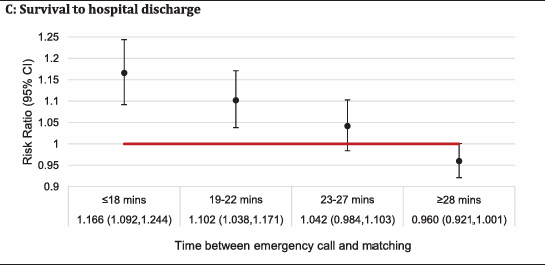 C: Survival to hospital discharge
1.25
1.2
1.15
1.1
1.05
1
0.95
0.9
Risk Ratio (95% CI)
≤18 mins 19-22 mins 23-27 mins ≥28 mins
1.166 (1.092,1.244) 1.102 (1.038,1.171) 1.042 (0.984,1.103) 0.960 (0.921,1.001)
Time between emergency call and matching